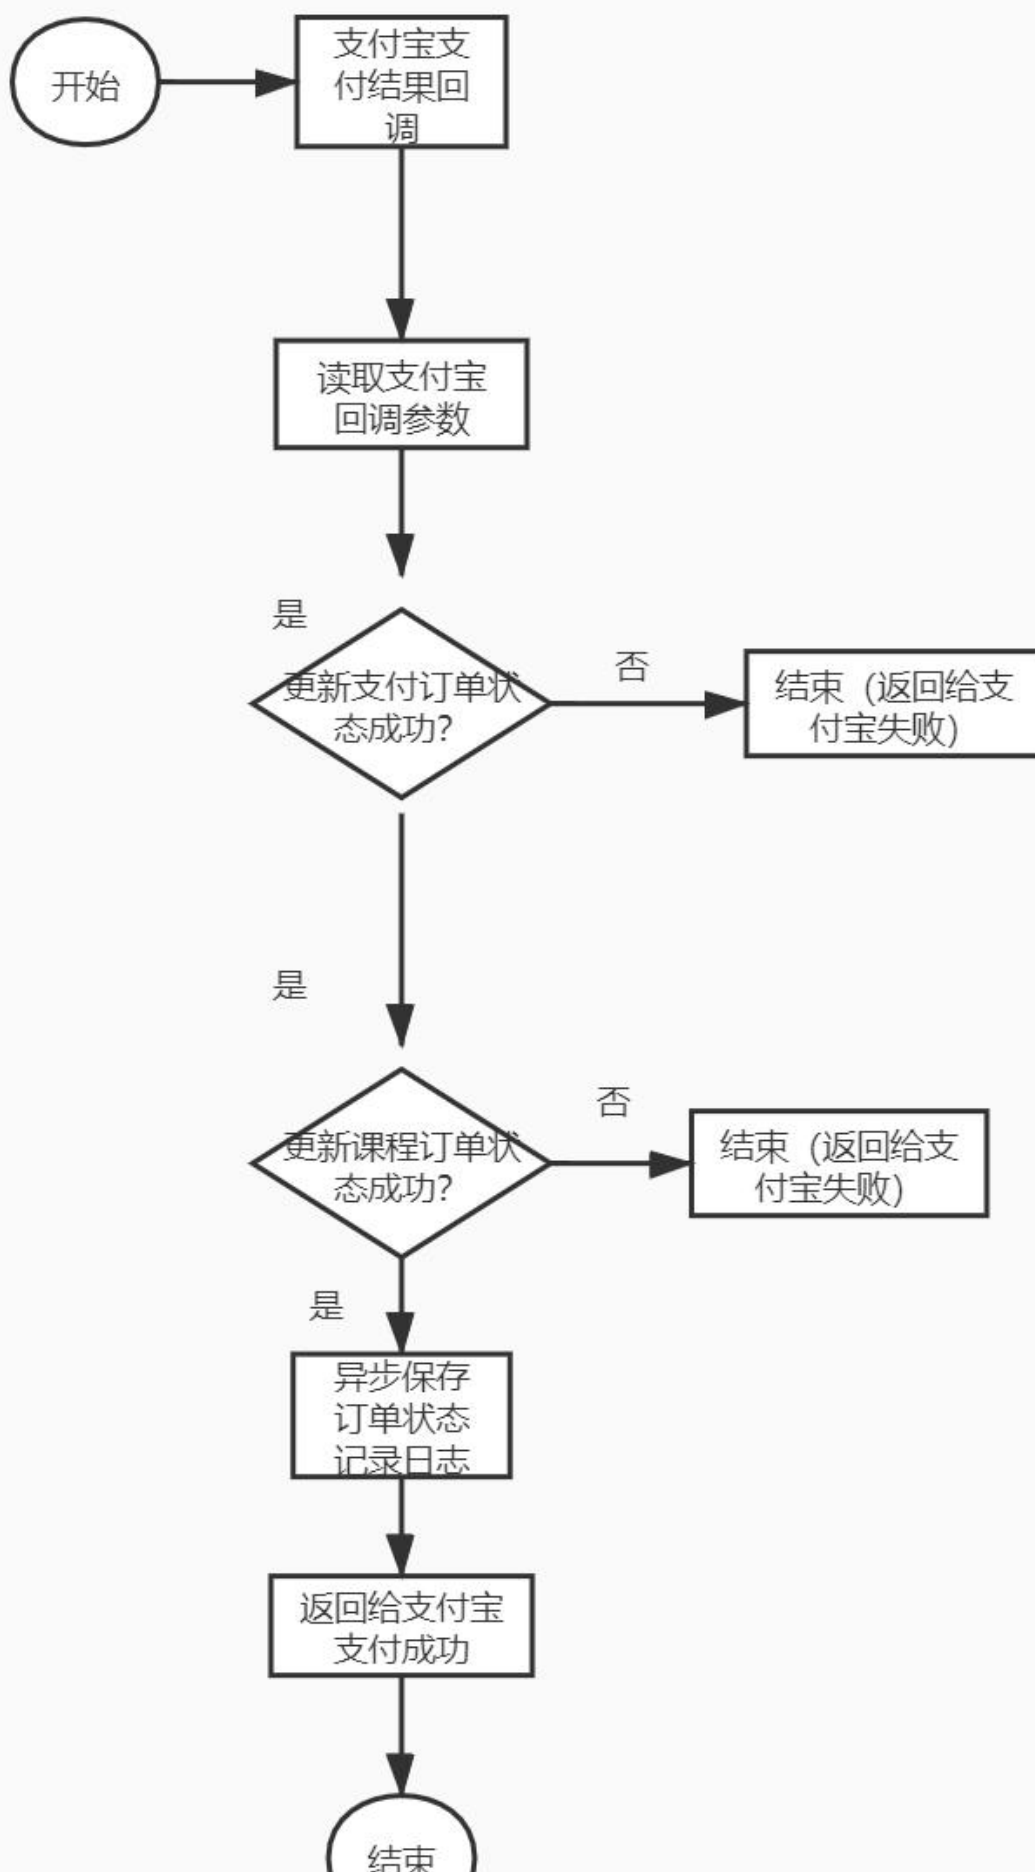 开始
支付宝支
付结果回
调
读取支付宝
回调参数
是
更新支付订单状
态成功?
否
结束（返回给支
付宝失败）
是
更新课程订单状
态成功?
否
结束（返回给支
付宝失败）
是
异步保存
订单状态
记录日志
返回给支付宝
支付成功
结束